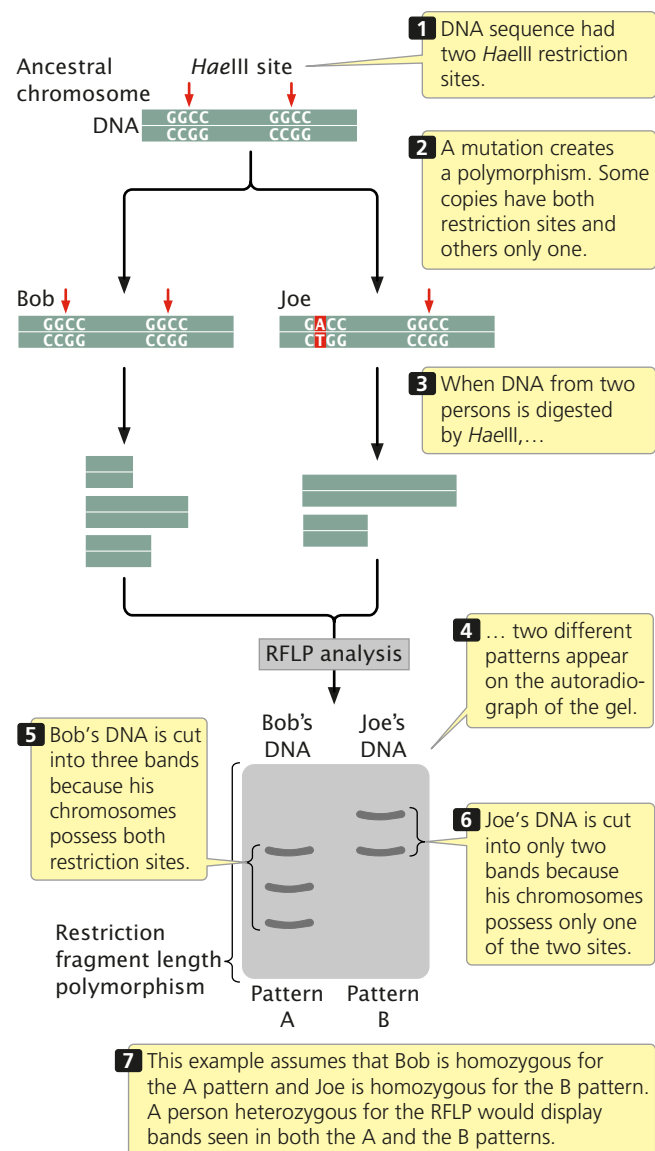 1 DNA sequence had
two HaeIII restriction
sites.
Ancestral
chromosome
HaeIII site
DNA
GGCC GGCC
CCGG CCGG
2 A mutation creates
a polymorphism. Some
copies have both
restriction sites and
others only one.
Bob
GGCC GGCC
CCGG CCGG
Joe
GACC GGCC
CTGG CCGG
3 When DNA from two
persons is digested
by HaeIII,…
RFLP analysis
4 … two different
patterns appear
on the autoradio-
graph of the gel.
Bob's
DNA
Joe's
DNA
5 Bob's DNA is cut
into three bands
because his
chromosomes
possess both
restriction sites.
6 Joe's DNA is cut
into only two
bands because
his chromosomes
possess only one
of the two sites.
Restriction
fragment length
polymorphism
Pattern
A
Pattern
B
7 This example assumes that Bob is homozygous for
the A pattern and Joe is homozygous for the B pattern.
A person heterozygous for the RFLP would display
bands seen in both the A and the B patterns.